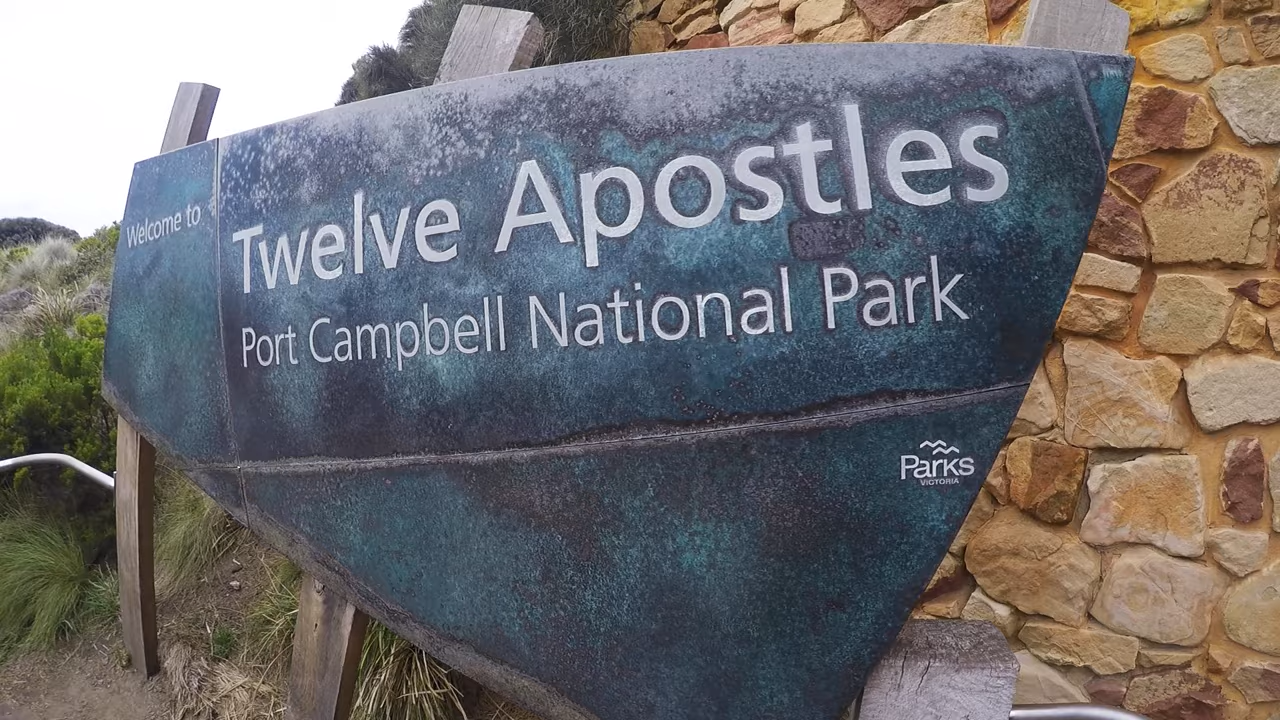 Welcome to
Twelve Apostles
Port Campbell National Park
Parks
VICTORIA